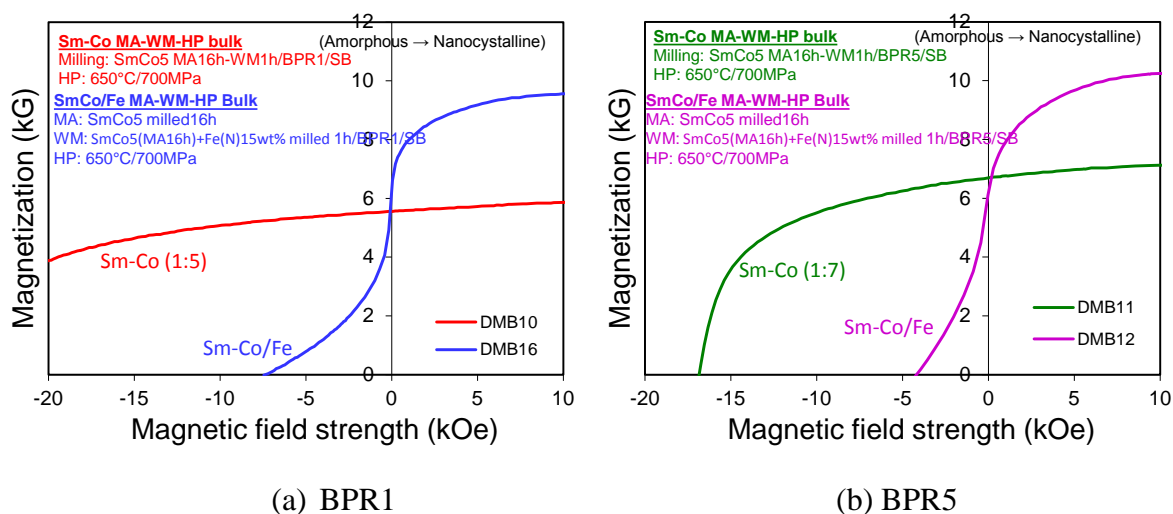 12
Sm-Co MA-WM-HP bulk
(Amorphous → Nanocystalline)
Milling: SmCo5 MA16h-WM1h/BPR1/SB
HP: 650°C/700MPa
10
SmCo/Fe MA-WM-HP Bulk
MA: SmCo5 milled16h
WM: SmCo5(MA16h)+Fe(N)15wt% milled 1h/BPR1/SB
8
HP: 650°C/700MPa
6
4
Sm-Co (1:5)
2
Sm-Co/Fe
DMB10
DMB16
0
-20 -15 -10 -5 0 5 10
Magnetization (kG)
Magnetic field strength (kOe)
(a) BPR1
12
Sm-Co MA-WM-HP bulk
(Amorphous → Nanocystalline)
Milling: SmCo5 MA16h-WM1h/BPR5/SB
HP: 650°C/700MPa
10
SmCo/Fe MA-WM-HP Bulk
MA: SmCo5 milled16h
WM: SmCo5(MA16h)+Fe(N)15wt% milled 1h/BPR5/SB
8
HP: 650°C/700MPa
6
4
Sm-Co (1:7)
2
Sm-Co/Fe
DMB11
DMB12
0
-20 -15 -10 -5 0 5 10
Magnetization (kG)
Magnetic field strength (kOe)
(b) BPR5